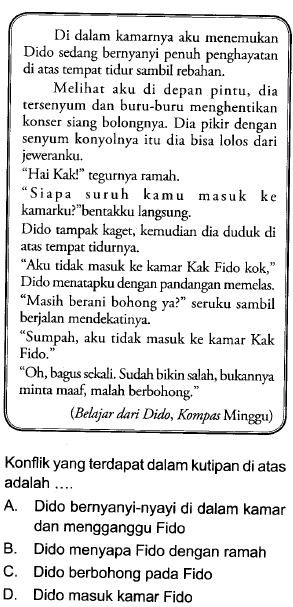 Di dalam kamarnya aku menemukan
Dido sedang bernyanyi penuh penghayatan
di atas tempat tidur sambil rebahan.
Melihat aku di depan pintu, dia
tersenyum dan buru-buru menghentikan
konser siang bolongnya. Dia pikir dengan
senyum konyolnya itu dia bisa lolos dari
jeweranku.
"Hai Kak!" tegurnya ramah.
"Siapa suruh kamu masuk ke
kamarku?"bentakku langsung.
Dido tampak kaget, kemudian dia duduk di
atas tempat tidurnya.
"Aku tidak masuk ke kamar Kak Fido kok,"
Dido menatapku dengan pandangan memelas.
"Masih berani bohong ya?" seruku sambil
berjalan mendekatinya.
"Sumpah, aku tidak masuk ke kamar Kak
Fido."
"Oh, bagus sekali. Sudah bikin salah, bukannya
minta maaf, malah berbohong."
(Belajar dari Dido, Kompas Minggu)
Konflik yang terdapat dalam kutipan di atas
adalah ....
A. Dido bernyanyi-nyayi di dalam kamar
dan mengganggu Fido
B. Dido menyapa Fido dengan ramah
C. Dido berbohong pada Fido
D. Dido masuk kamar Fido